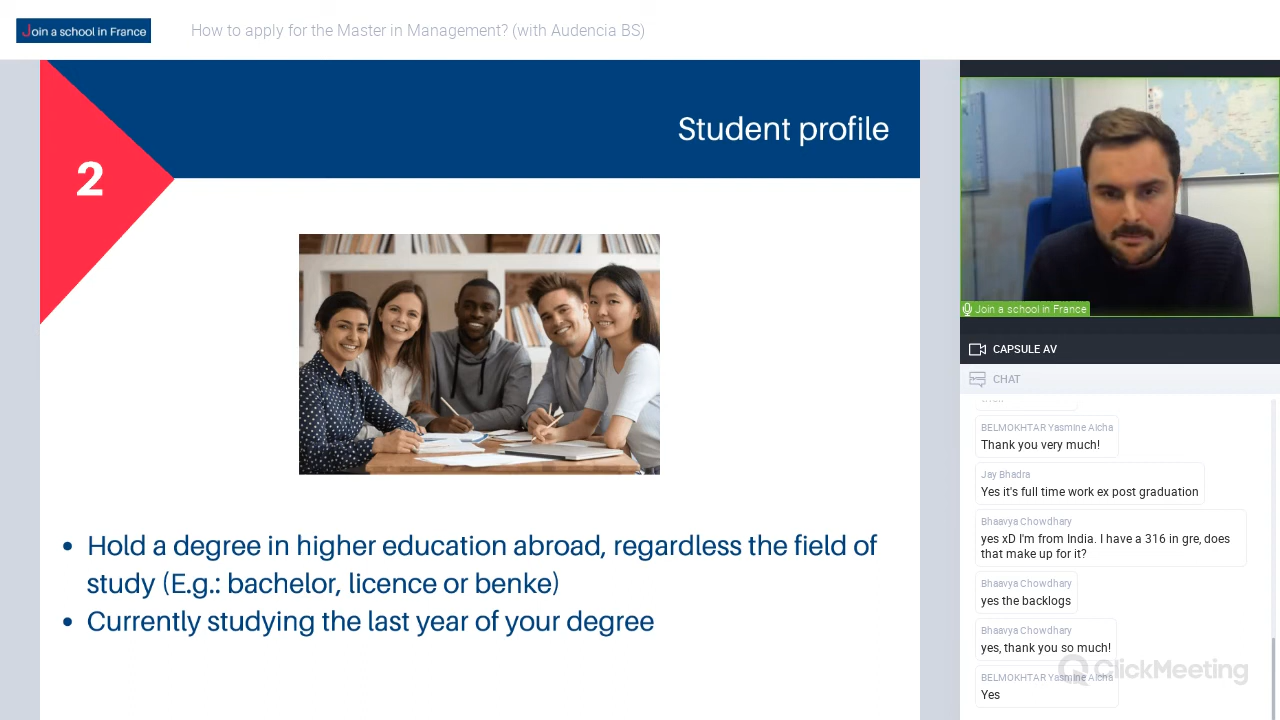 Join a school in France
How to apply for the Master in Management? (with Audencia BS)
Student profile
2
Hold a degree in higher education abroad, regardless the field of
study (E.g.: bachelor, licence or benke)
Currently studying the last year of your degree
Join a school in France
CAPSULE AV
CHAT
BELMOKHTAR Yasmine Aicha
Thank you very much!
Jay Bhadra
Yes it's full time work ex post graduation
Bhaavya Chowdhary
yes xD I'm from India. I have a 316 in gre, does
that make up for it?
Bhaavya Chowdhary
yes the backlogs
Bhaavya Chowdhary
yes, thank you so much!
ClickMeeting
BELMOKHTAR Yasmine Aicha
Yes